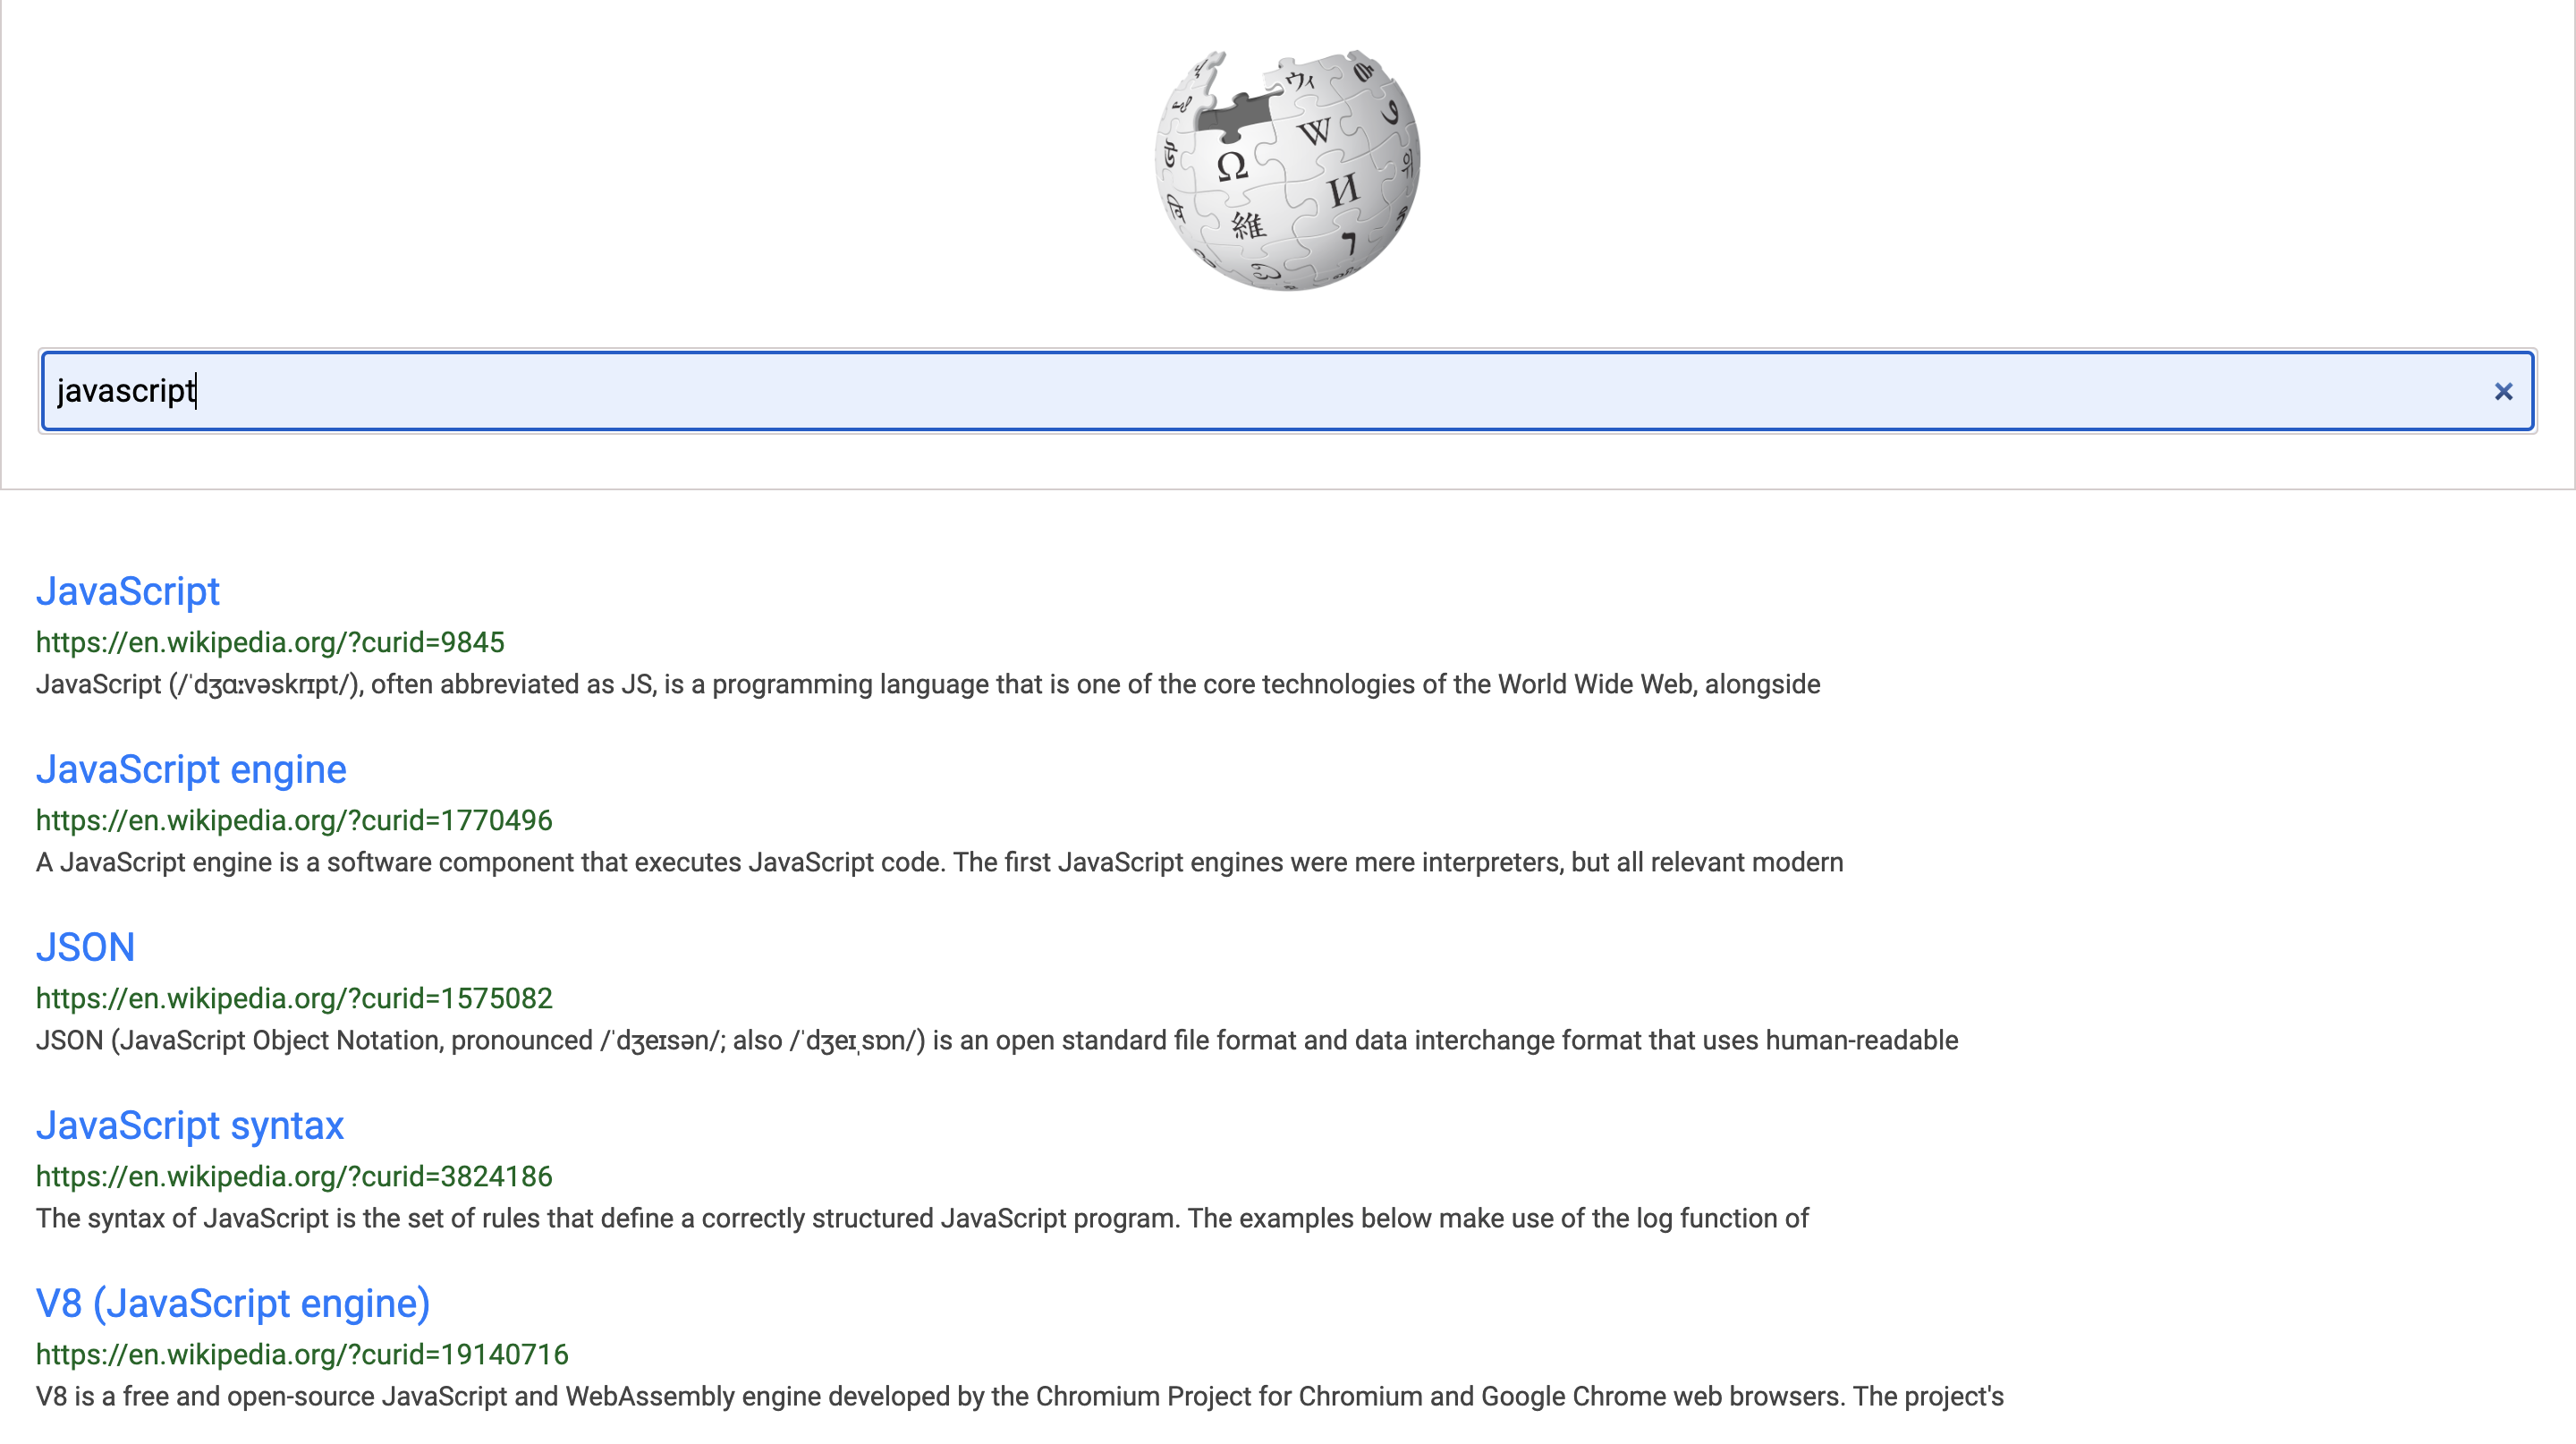 ウィ
W
Ω
И
維
ו
javascript
×
JavaScript
https://en.wikipedia.org/?curid=9845
JavaScript (/ˈdʒɑːvəskrɪpt/), often abbreviated as JS, is a programming language that is one of the core technologies of the World Wide Web, alongside
JavaScript engine
https://en.wikipedia.org/?curid=1770496
A JavaScript engine is a software component that executes JavaScript code. The first JavaScript engines were mere interpreters, but all relevant modern
JSON
https://en.wikipedia.org/?curid=1575082
JSON (JavaScript Object Notation, pronounced /ˈdʒeɪsən/; also /ˈdʒeɪˌsɒn/) is an open standard file format and data interchange format that uses human-readable
JavaScript syntax
https://en.wikipedia.org/?curid=3824186
The syntax of JavaScript is the set of rules that define a correctly structured JavaScript program. The examples below make use of the log function of
V8 (JavaScript engine)
https://en.wikipedia.org/?curid=19140716
V8 is a free and open-source JavaScript and WebAssembly engine developed by the Chromium Project for Chromium and Google Chrome web browsers. The project's